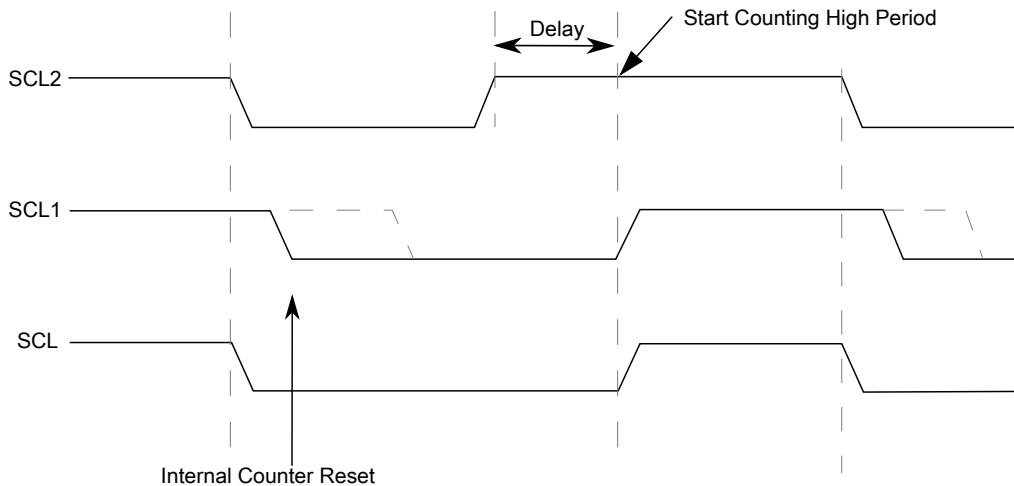 Start Counting High Period
Delay
SCL2
SCL1
SCL
Internal Counter Reset